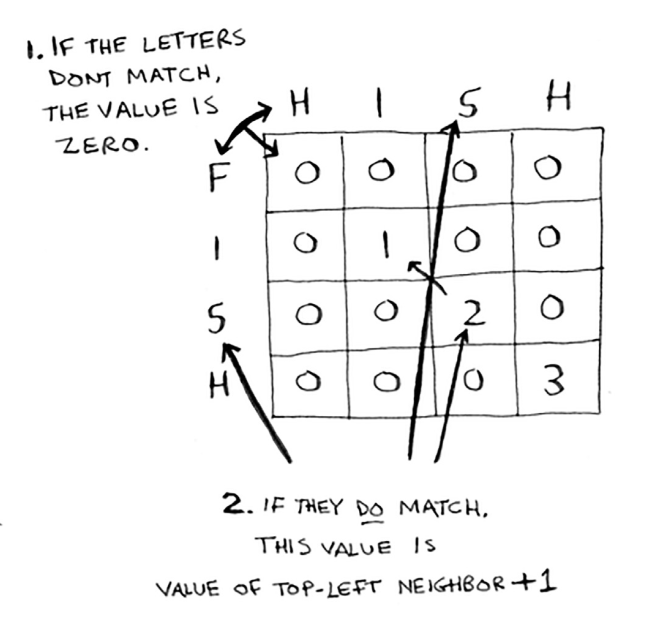 1. IF THE LETTERS
DONT MATCH,
THE VALUE IS
ZERO.
H I S H
F 0 0 0 0
I 0 1 0 0
S 0 0 2 0
H 0 0 0 3
2. IF THEY DO MATCH,
THIS VALUE IS
VALUE OF TOP-LEFT NEIGHBOR +1